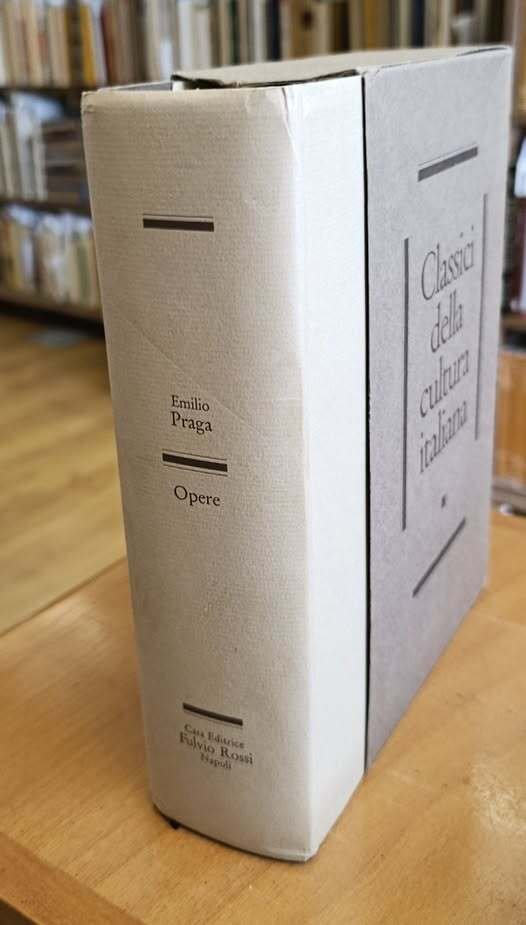 Emilio
Praga
Opere
Casa Editrice
Fulvio Rossi
Napoli
Classici
della
cultura
italiana